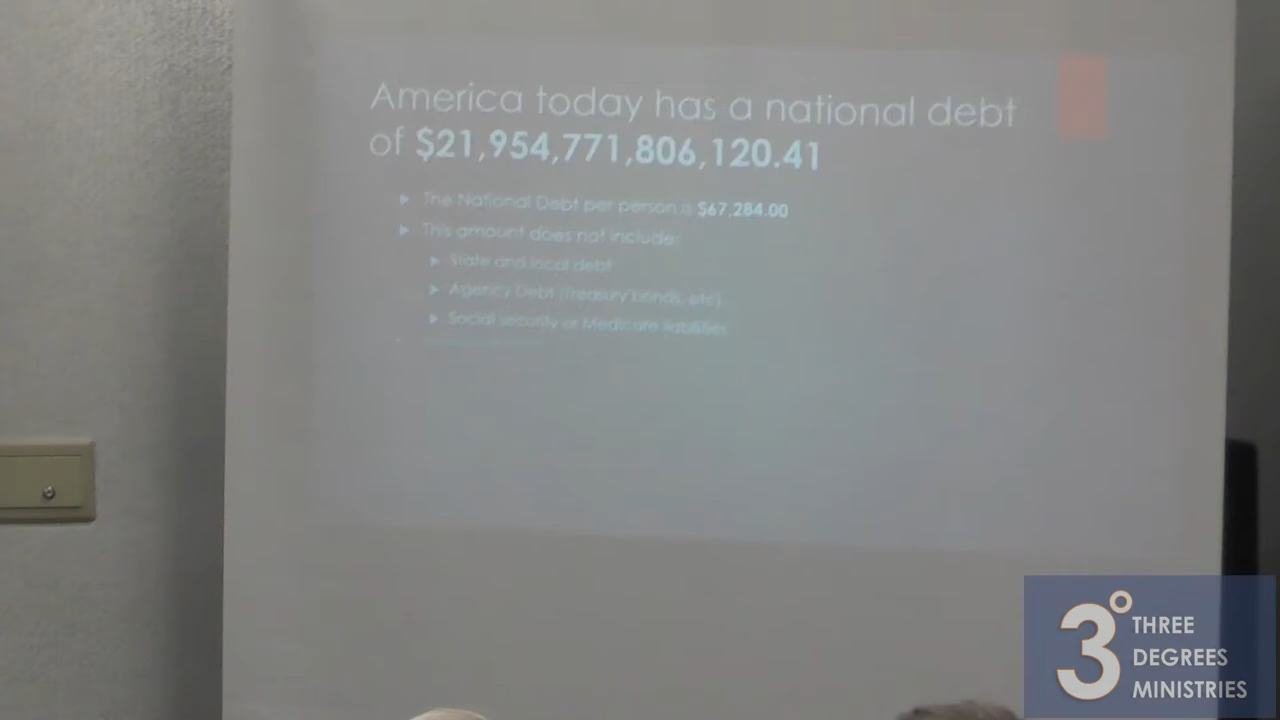 America today has a national debt
of $21,954,771,806,120.41
The National Debt per person is $67,284.00
This amount does not include:
State and local debt
Agency Debt (Treasury bonds, etc)
Social security or Medicare liabilities
3°
THREE
DEGREES
MINISTRIES